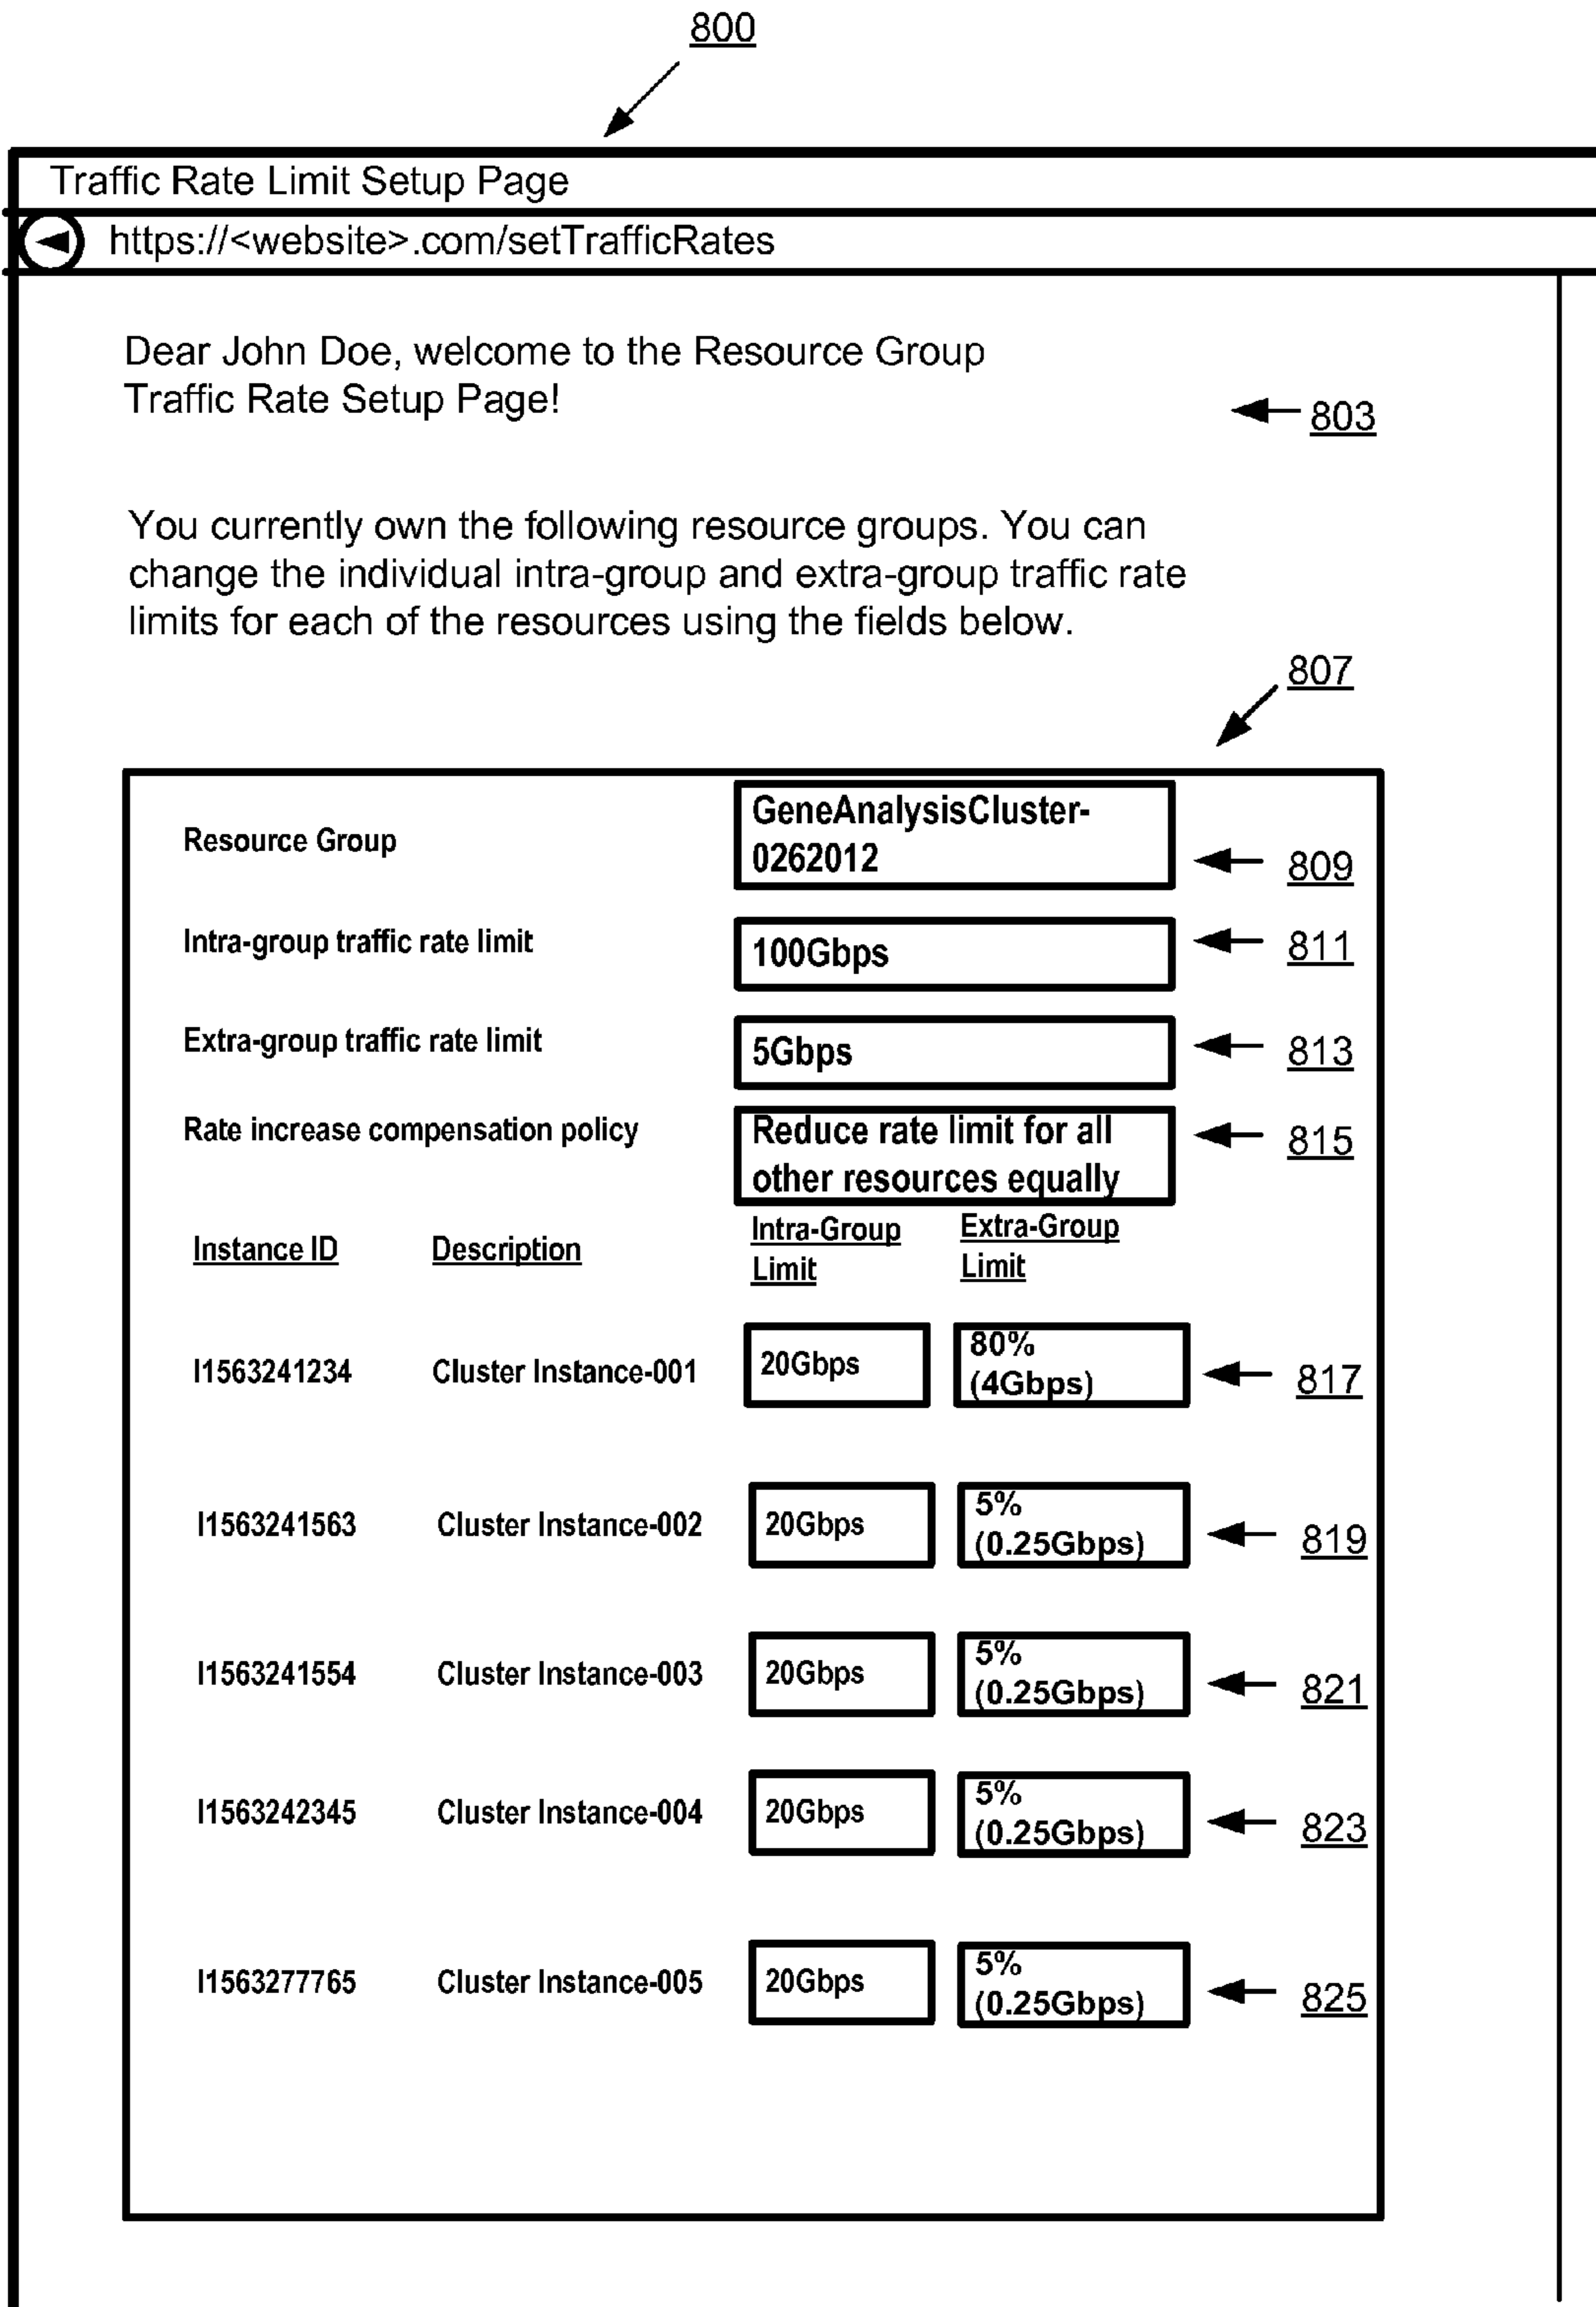 800
Traffic Rate Limit Setup Page
https://<website>.com/setTrafficRates
Dear John Doe, welcome to the Resource Group
Traffic Rate Setup Page!
803
You currently own the following resource groups. You can
change the individual intra-group and extra-group traffic rate
limits for each of the resources using the fields below.
807
Resource Group
GeneAnalysisCluster-
0262012
809
Intra-group traffic rate limit
100Gbps
811
Extra-group traffic rate limit
5Gbps
813
Rate increase compensation policy
Reduce rate limit for all
other resources equally
815
Instance ID Description Intra-Group Limit Extra-Group Limit
I1563241234 Cluster Instance-001 20Gbps 80% (4Gbps) 817
I1563241563 Cluster Instance-002 20Gbps 5% (0.25Gbps) 819
I1563241554 Cluster Instance-003 20Gbps 5% (0.25Gbps) 821
I1563242345 Cluster Instance-004 20Gbps 5% (0.25Gbps) 823
I1563277765 Cluster Instance-005 20Gbps 5% (0.25Gbps) 825